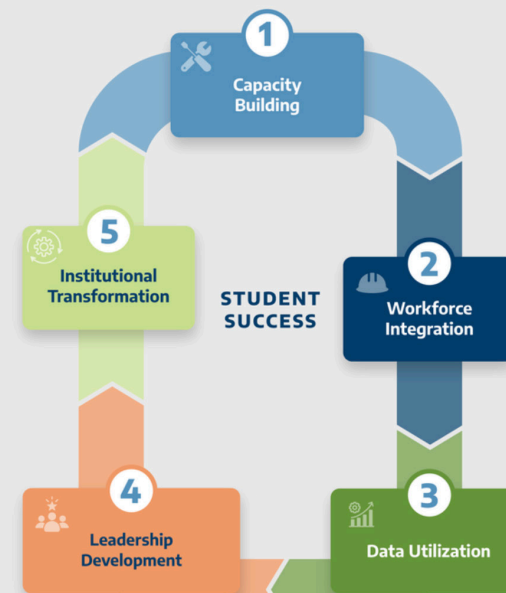 1
Capacity
Building
2
Workforce
Integration
3
Data Utilization
4
Leadership
Development
5
Institutional
Transformation
STUDENT
SUCCESS